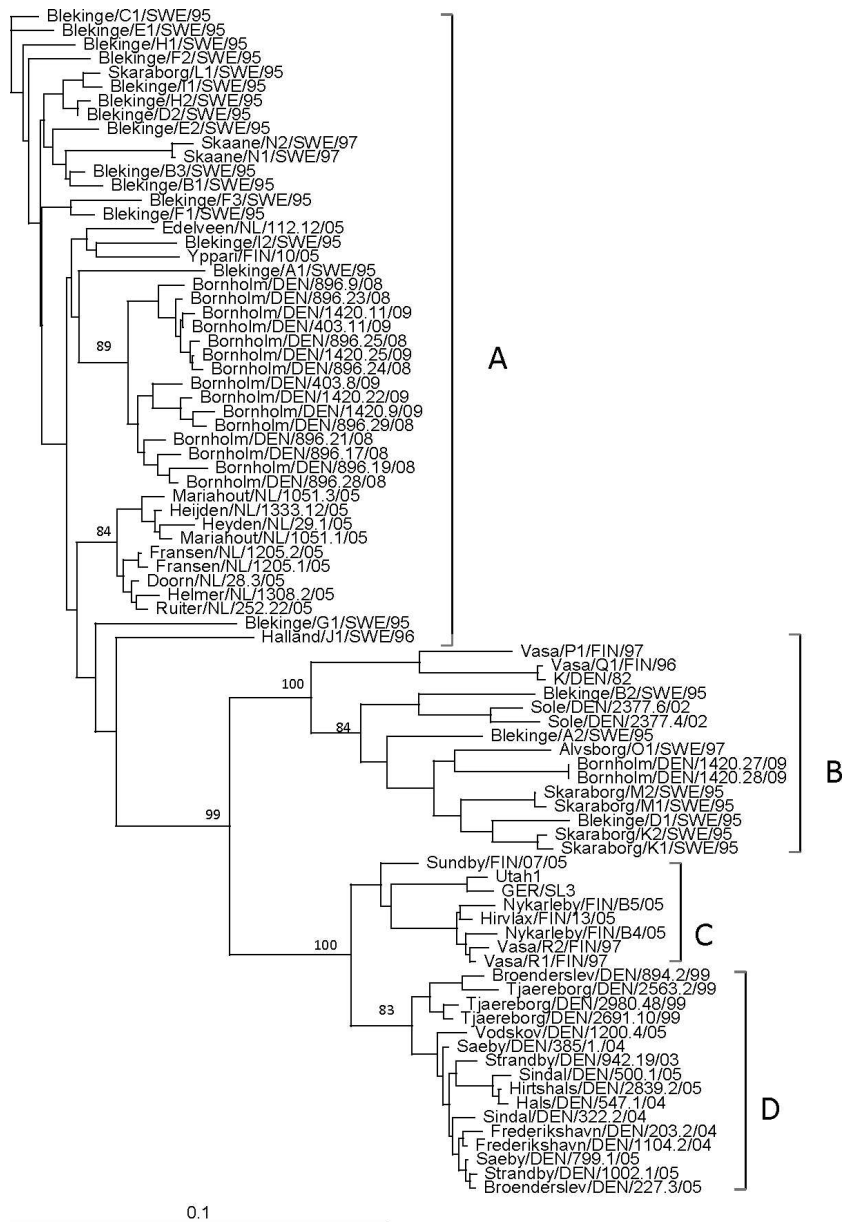 Blekinge/C1/SWE/95
Blekinge/E1/SWE/95
Blekinge/H1/SWE/95
Blekinge/F2/SWE/95
Skaraborg/L1/SWE/95
Blekinge/I1/SWE/95
Blekinge/H2/SWE/95
Blekinge/D2/SWE/95
Blekinge/E2/SWE/95
Skaane/N2/SWE/97
Skaane/N1/SWE/97
Blekinge/B3/SWE/95
Blekinge/B1/SWE/95
Blekinge/F3/SWE/95
Blekinge/F1/SWE/95
Edelveen/NL/112.12/05
Blekinge/I2/SWE/95
Yppari/FIN/10/05
Blekinge/A1/SWE/95
Bornholm/DEN/896.9/08
Bornholm/DEN/896.23/08
Bornholm/DEN/1420.11/09
Bornholm/DEN/403.11/09
Bornholm/DEN/896.25/08
89
Bornholm/DEN/1420.25/09
A
Bornholm/DEN/896.24/08
Bornholm/DEN/403.8/09
Bornholm/DEN/1420.22/09
Bornholm/DEN/1420.9/09
Bornholm/DEN/896.29/08
Bornholm/DEN/896.21/08
Bornholm/DEN/896.17/08
Bornholm/DEN/896.19/08
Bornholm/DEN/896.28/08
Mariahout/NL/1051.3/05
Heijden/NL/1333.12/05
Heyden/NL/29.1/05
84
Mariahout/NL/1051.1/05
Fransen/NL/1205.2/05
Fransen/NL/1205.1/05
Doorn/NL/28.3/05
Helmer/NL/1308.2/05
Ruiter/NL/252.22/05
Blekinge/G1/SWE/95
Halland/J1/SWE/96
Vasa/P1/FIN/97
Vasa/Q1/FIN/96
K/DEN/82
100
Blekinge/B2/SWE/95
Sole/DEN/2377.6/02
Sole/DEN/2377.4/02
84
Blekinge/A2/SWE/95
Alvsborg/O1/SWE/97
Bornholm/DEN/1420.27/09
B
Bornholm/DEN/1420.28/09
Skaraborg/M2/SWE/95
Skaraborg/M1/SWE/95
99
Blekinge/D1/SWE/95
Skaraborg/K2/SWE/95
Skaraborg/K1/SWE/95
Sundby/FIN/07/05
Utah1
GER/SL3
Nykarleby/FIN/B5/05
Hirvlax/FIN/13/05
Nykarleby/FIN/B4/05
C
100
Vasa/R2/FIN/97
Vasa/R1/FIN/97
Broenderslev/DEN/894.2/99
Tjaereborg/DEN/2563.2/99
Tjaereborg/DEN/2980.48/99
83
Tjaereborg/DEN/2691.10/99
Vodskov/DEN/1200.4/05
Saeby/DEN/385/1./04
Strandby/DEN/942.19/03
Sindal/DEN/500.1/05
Hirtshals/DEN/2839.2/05
Hals/DEN/547.1/04
D
Sindal/DEN/322.2/04
Frederikshavn/DEN/203.2/04
Frederikshavn/DEN/1104.2/04
Saeby/DEN/799.1/05
Strandby/DEN/1002.1/05
Broenderslev/DEN/227.3/05
0.1